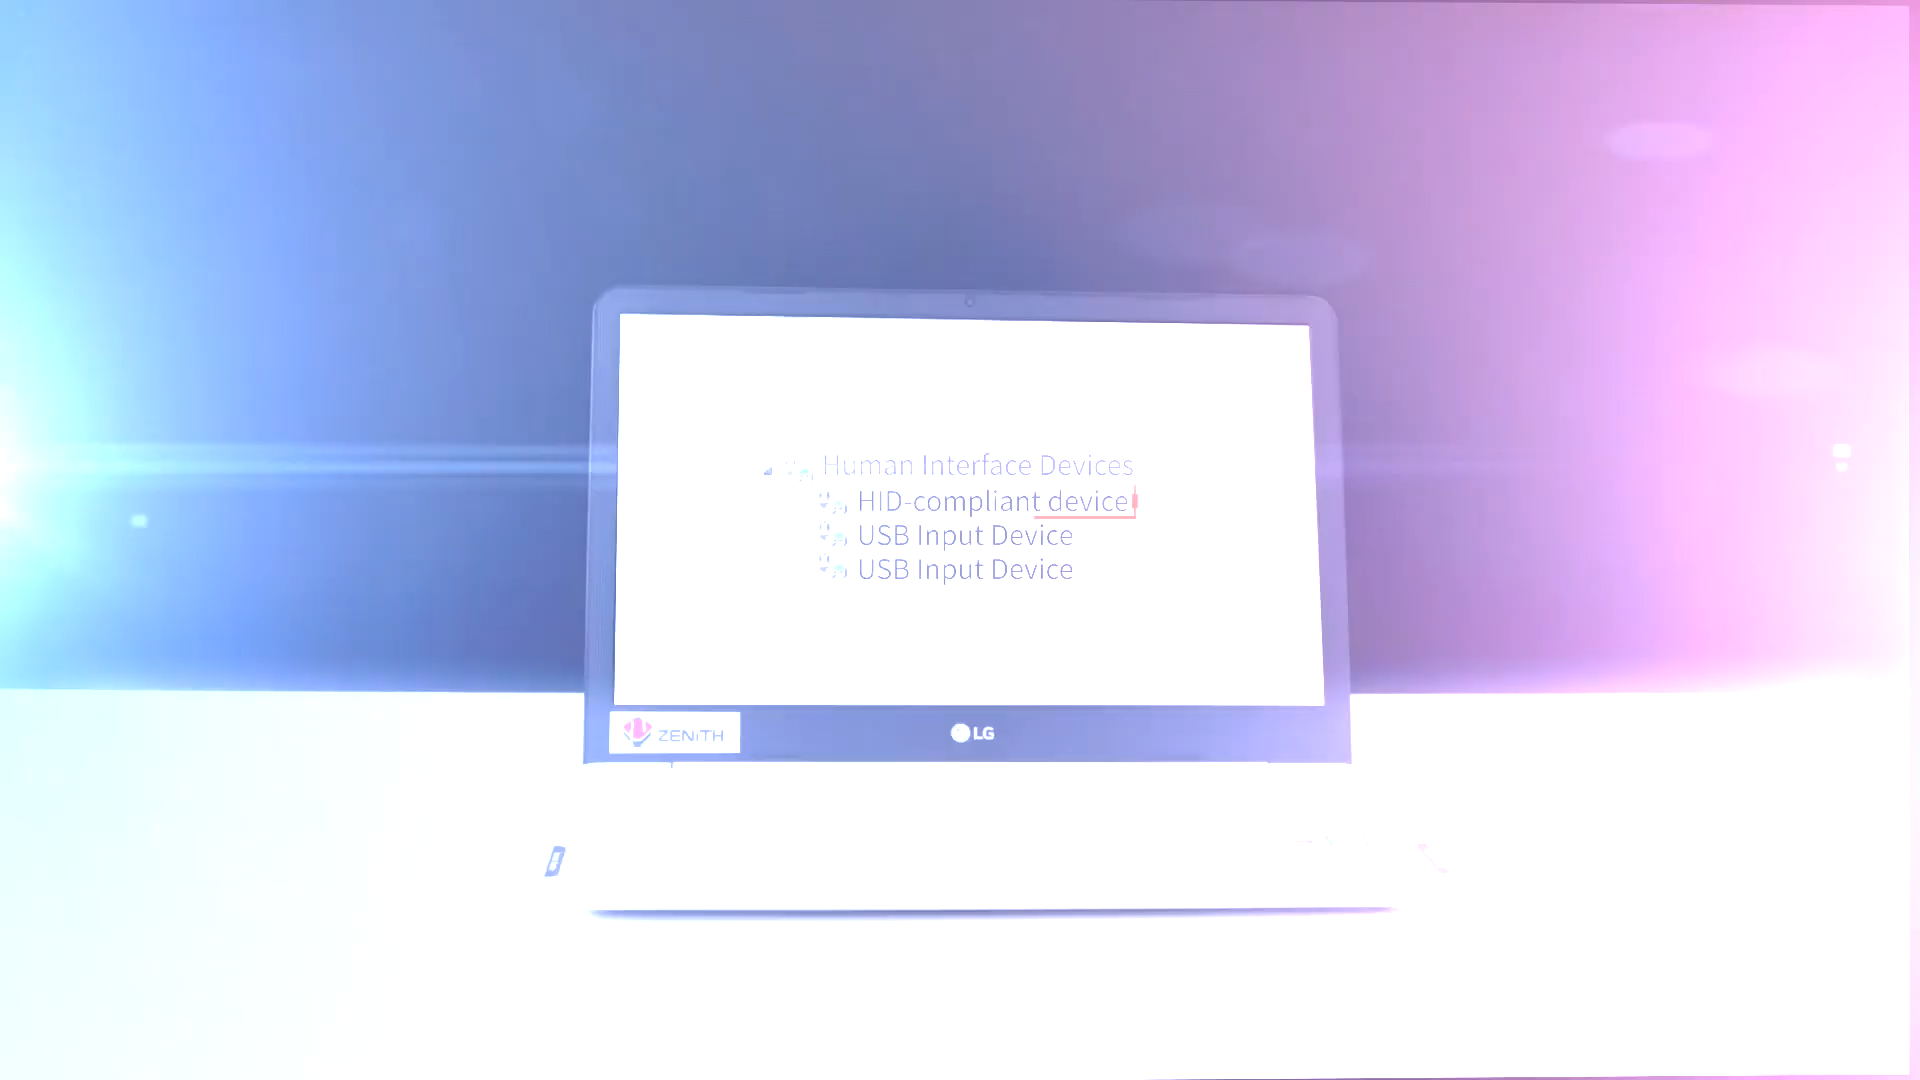 Human Interface Devices
HID-compliant device
USB Input Device
USB Input Device
ZENiTH
LG